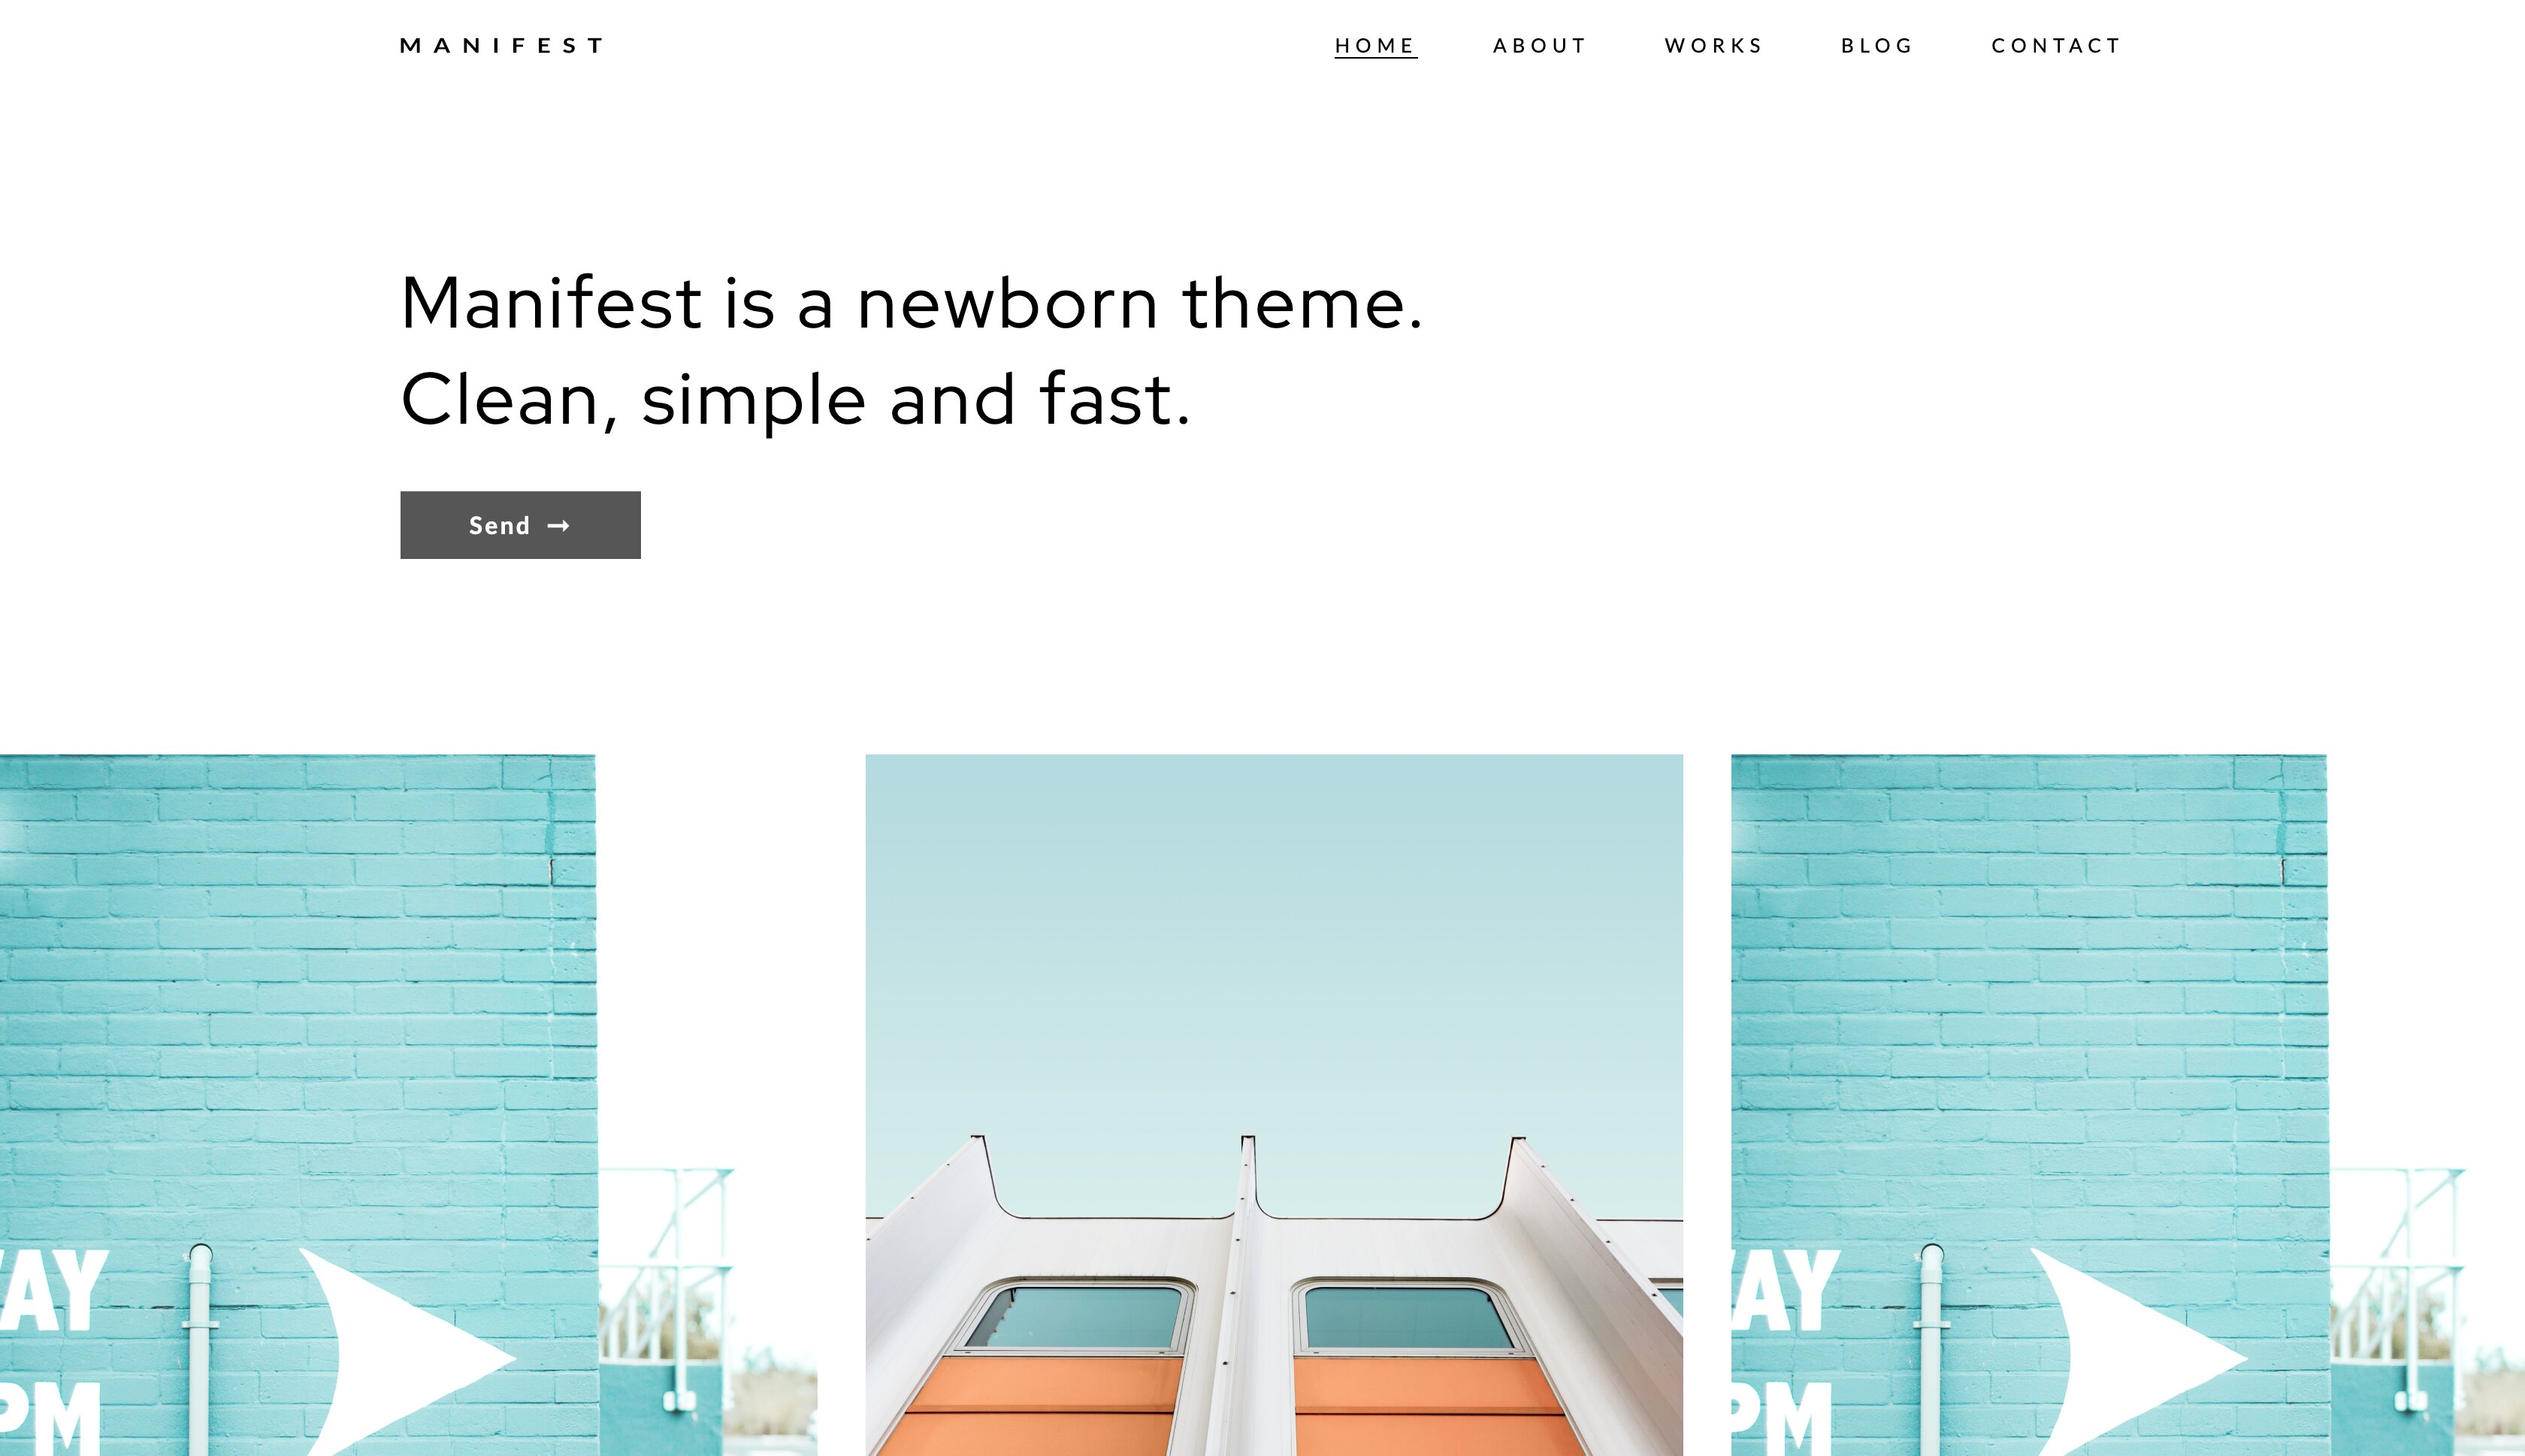 MANIFEST
HOME ABOUT WORKS BLOG CONTACT
Manifest is a newborn theme.
Clean, simple and fast.
Send →
AY
PM
AY
PM